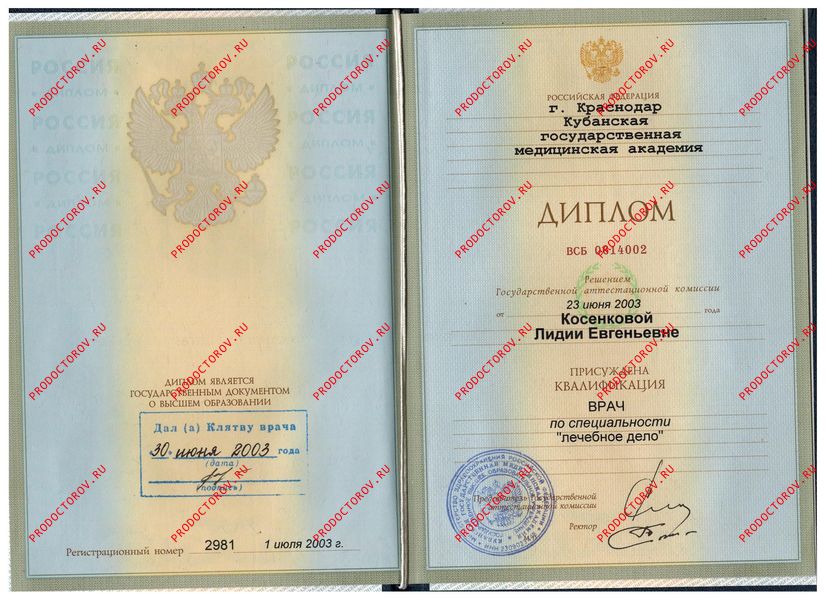 РОССИЯ
« ДИПЛОМ »
РОССИЯ
« ДИПЛОМ »
РОССИЯ
« ДИПЛОМ »
РОССИЯ
ДИПЛОМ ЯВЛЯЕТСЯ
ГОСУДАРСТВЕННЫМ ДОКУМЕНТОМ
О ВЫСШЕМ ОБРАЗОВАНИИ
Дал (а) Клятву врача
«30» июня 2003 года
(дата)
(подпись)
Регистрационный номер 2981 1 июля 2003 г.
РОССИЙСКАЯ ФЕДЕРАЦИЯ
г. Краснодар
Кубанская
государственная
медицинская академия
ДИПЛОМ
ВСБ 0814002
Решением
Государственной аттестационной комиссии
от 23 июня 2003 года
Косенковой
Лидии Евгеньевне
ПРИСУЖДЕНА
КВАЛИФИКАЦИЯ
ВРАЧ
по специальности
"лечебное дело"
Председатель Государственной
аттестационной комиссии
Ректор
PRODOCTOROV.RU